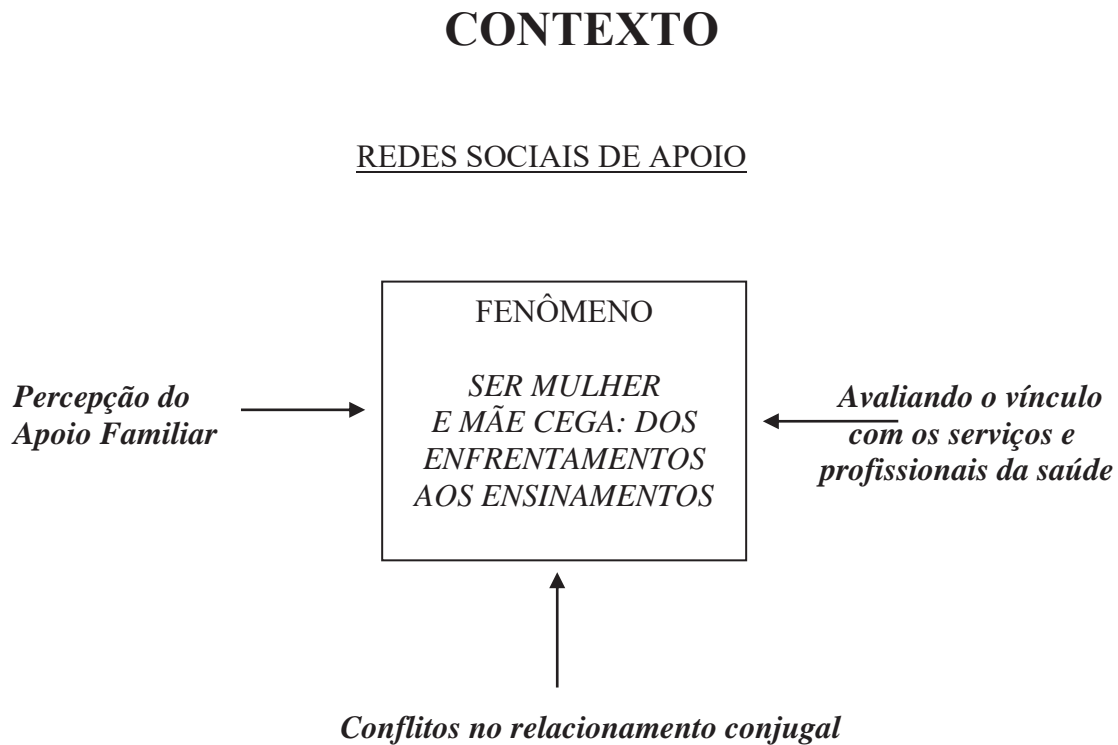 CONTEXTO
REDES SOCIAIS DE APOIO
FENÔMENO
SER MULHER
E MÃE CEGA: DOS
ENFRENTAMENTOS
AOS ENSINAMENTOS
Percepção do
Apoio Familiar
Avaliando o vínculo
com os serviços e
profissionais da saúde
Conflitos no relacionamento conjugal